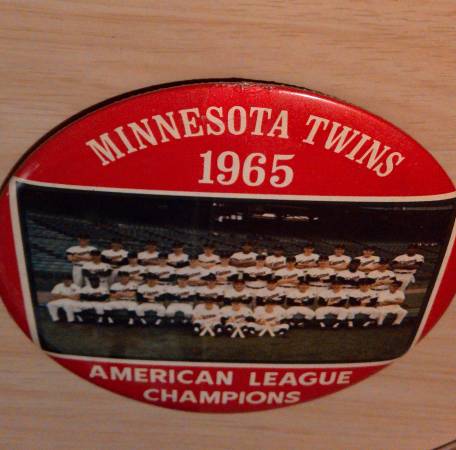 MINNESOTA TWINS
1965
AMERICAN LEAGUE
CHAMPIONS